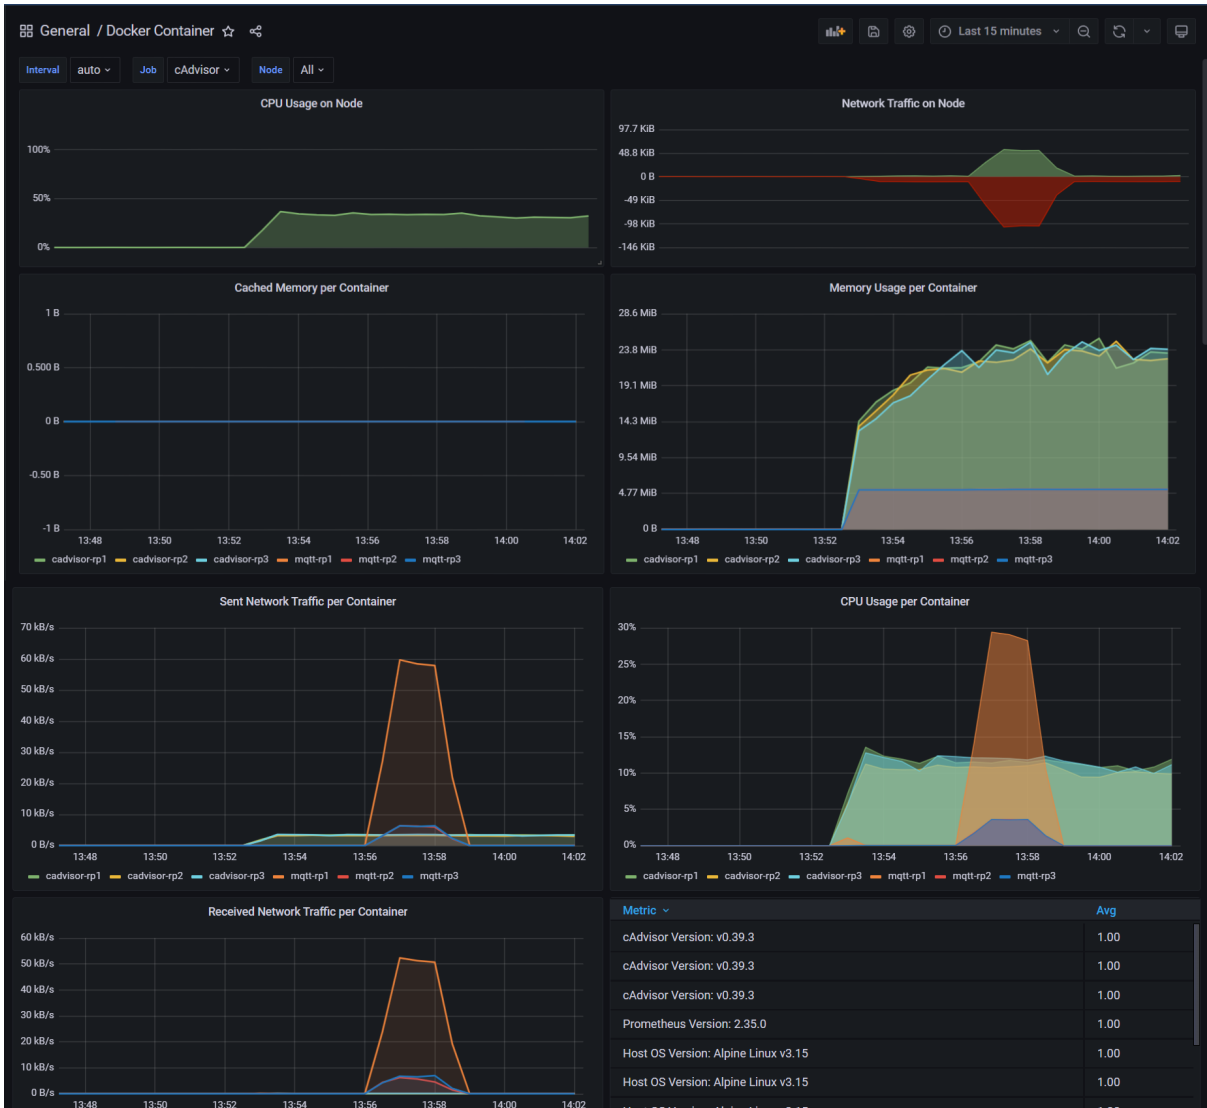 General / Docker Container
Last 15 minutes
Interval auto Job cAdvisor Node All
CPU Usage on Node
100%
50%
0%
Network Traffic on Node
97.7 KiB
48.8 KiB
0 B
-49 KiB
-98 KiB
-146 KiB
Cached Memory per Container
1 B
0.500 B
0 B
-0.50 B
-1 B
13:48 13:50 13:52 13:54 13:56 13:58 14:00 14:02
cadvisor-rp1 cadvisor-rp2 cadvisor-rp3 mqtt-rp1 mqtt-rp2 mqtt-rp3
Memory Usage per Container
28.6 MiB
23.8 MiB
19.1 MiB
14.3 MiB
9.54 MiB
4.77 MiB
0 B
13:48 13:50 13:52 13:54 13:56 13:58 14:00 14:02
cadvisor-rp1 cadvisor-rp2 cadvisor-rp3 mqtt-rp1 mqtt-rp2 mqtt-rp3
Sent Network Traffic per Container
70 kB/s
60 kB/s
50 kB/s
40 kB/s
30 kB/s
20 kB/s
10 kB/s
0 B/s
13:48 13:50 13:52 13:54 13:56 13:58 14:00 14:02
cadvisor-rp1 cadvisor-rp2 cadvisor-rp3 mqtt-rp1 mqtt-rp2 mqtt-rp3
CPU Usage per Container
30%
25%
20%
15%
10%
5%
0%
13:48 13:50 13:52 13:54 13:56 13:58 14:00 14:02
cadvisor-rp1 cadvisor-rp2 cadvisor-rp3 mqtt-rp1 mqtt-rp2 mqtt-rp3
Received Network Traffic per Container
60 kB/s
50 kB/s
40 kB/s
30 kB/s
20 kB/s
10 kB/s
0 B/s
13:48 13:50 13:52 13:54 13:56 13:58 14:00 14:02
Metric Avg
cAdvisor Version: v0.39.3 1.00
cAdvisor Version: v0.39.3 1.00
cAdvisor Version: v0.39.3 1.00
Prometheus Version: 2.35.0 1.00
Host OS Version: Alpine Linux v3.15 1.00
Host OS Version: Alpine Linux v3.15 1.00